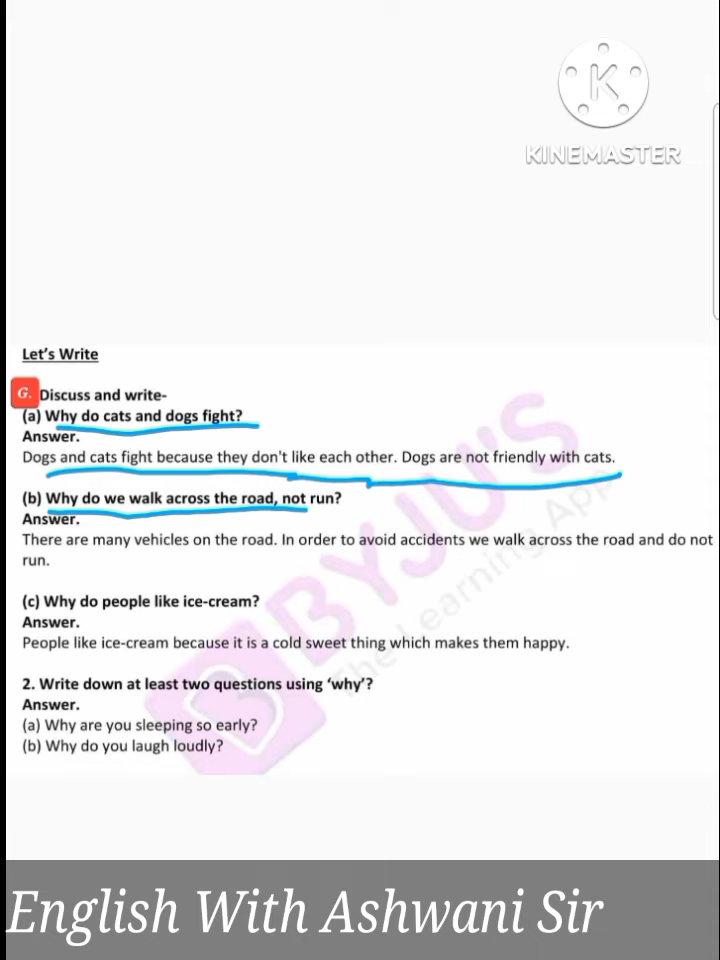 KINEMASTER
Let's Write
G. Discuss and write-
(a) Why do cats and dogs fight?
Answer.
Dogs and cats fight because they don't like each other. Dogs are not friendly with cats.
(b) Why do we walk across the road, not run?
Answer.
There are many vehicles on the road. In order to avoid accidents we walk across the road and do not
run.
(c) Why do people like ice-cream?
Answer.
People like ice-cream because it is a cold sweet thing which makes them happy.
2. Write down at least two questions using ‘why’?
Answer.
(a) Why are you sleeping so early?
(b) Why do you laugh loudly?
BYJU'S
The Learning App
English With Ashwani Sir